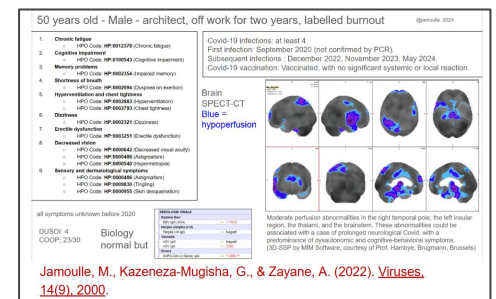 50 years old - Male - architect, off work for two years, labelled burnout
@jamoulle 2024
1. Chronic fatigue
○ HPO Code: HP:0012378 (Chronic fatigue)
2. Cognitive impairment
○ HPO Code: HP:0100543 (Cognitive impairment)
3. Memory problems
○ HPO Code: HP:0002354 (Impaired memory)
4. Shortness of breath
○ HPO Code: HP:0002094 (Dyspnea on exertion)
5. Hyperventilation and chest tightness
○ HPO Code: HP:0002883 (Hyperventilation)
○ HPO Code: HP:0002793 (Chest tightness)
6. Dizziness
○ HPO Code: HP:0002321 (Dizziness)
7. Erectile dysfunction
○ HPO Code: HP:0003251 (Erectile dysfunction)
8. Decreased vision
○ HPO Code: HP:0000642 (Decreased visual acuity)
○ HPO Code: HP:0000486 (Astigmatism)
○ HPO Code: HP:0000540 (Hypermetropia)
9. Sensory and dermatological symptoms
○ HPO Code: HP:0000486 (Astigmatism)
○ HPO Code: HP:0009830 (Tingling)
○ HPO Code: HP:0000955 (Skin desquamation)
Covid-19 infections: at least 4
First infection: September 2020 (not confirmed by PCR).
Subsequent infections : December 2022, November 2023, May 2024.
Covid-19 vaccination: Vaccinated, with no significant systemic or local reaction.
Brain
SPECT-CT
Blue =
hypoperfusion
all symptoms unknown before 2020
DUSOI: 4
COOP; 23/30
Biology
normal but
SEROLOGIE VIRALE
Moderate perfusion abnormalities in the right temporal pole, the left insular
region, the thalami, and the brainstem. These abnormalities could be
associated with a case of prolonged neurological Covid, with a
predominance of dysautonomic and cognitive-behavioral symptoms.
(3D-SSP by MIM Software, courtesy of Prof. Hambye, Brugmann, Brussels)
Jamoulle, M., Kazeneza-Mugisha, G., & Zayane, A. (2022). Viruses,
14(9), 2000.